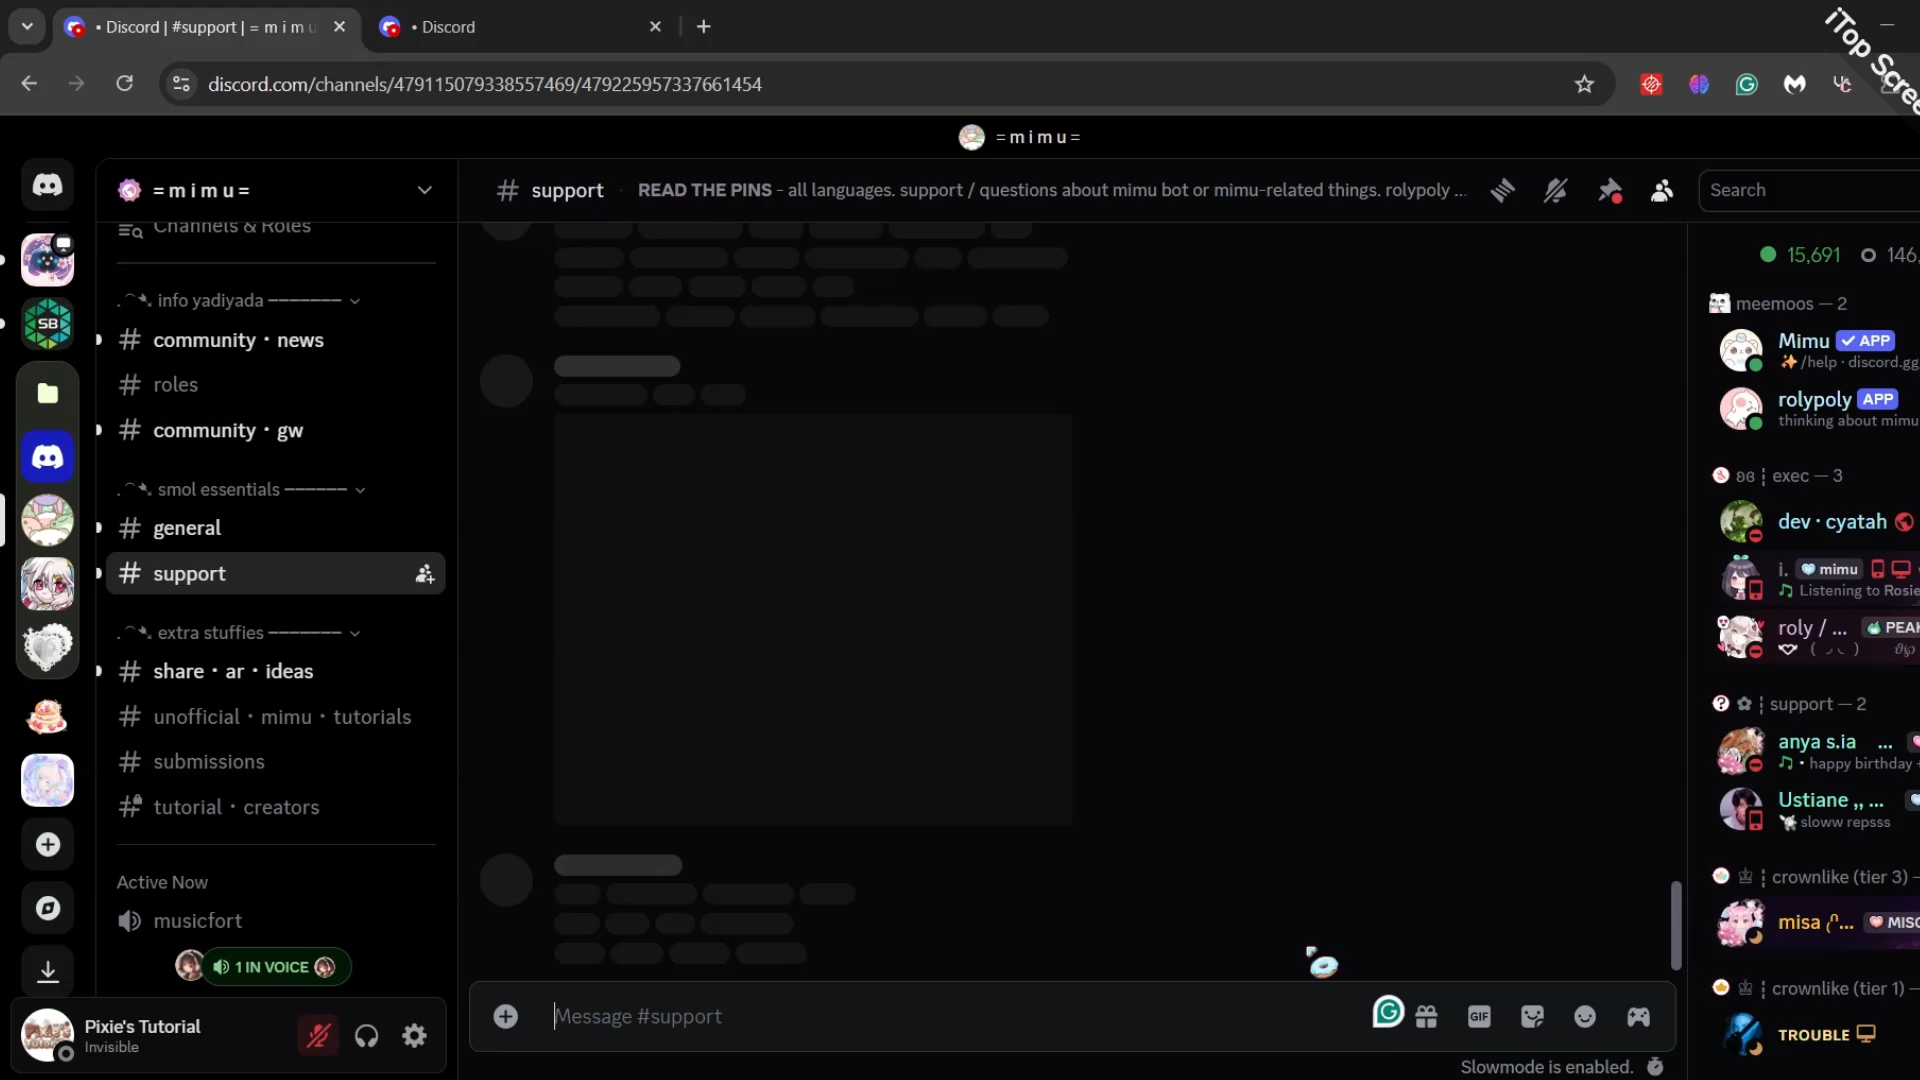 • Discord | #support | = m i m u
• Discord
iTop Scree
discord.com/channels/479115079338557469/479225957337661454
= m i m u =
= m i m u =
support
READ THE PINS - all languages. support / questions about mimu bot or mimu-related things. rolypoly ...
Search
Channels & Roles
info yadiyada
community・news
roles
community・gw
smol essentials
general
support
extra stuffies
share・ar・ideas
unofficial・mimu・tutorials
submissions
tutorial・creators
Active Now
musicfort
1 IN VOICE
Pixie's Tutorial
Invisible
Message #support
GIF
Slowmode is enabled.
15,691 146,
meemoos — 2
Mimu APP
/help · discord.gg
rolypoly APP
thinking about mimu
ʚɞ ¦ exec — 3
dev · cyatah
i. mimu
Listening to Rosie
roly / ... PEAK
¦ support — 2
anya s.ia ...
• happy birthday
Ustiane ,, ...
sloww repsss
¦ crownlike (tier 3) –
misa ... MISC
¦ crownlike (tier 1) –
TROUBLE
SB